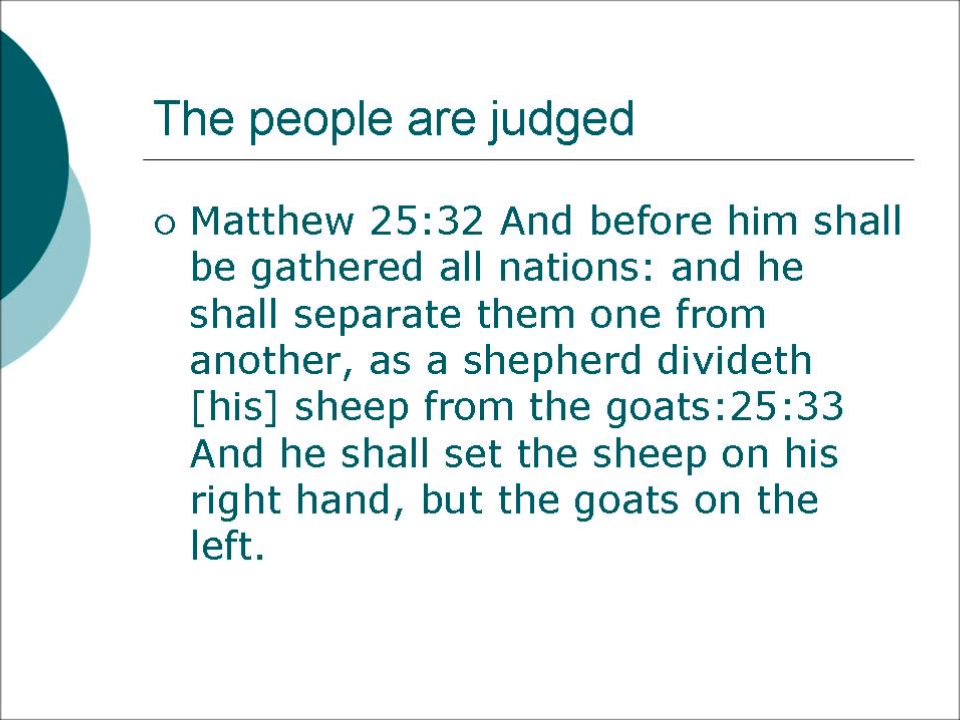 The people are judged
Matthew 25:32 And before him shall
be gathered all nations: and he
shall separate them one from
another, as a shepherd divideth
[his] sheep from the goats:25:33
And he shall set the sheep on his
right hand, but the goats on the
left.